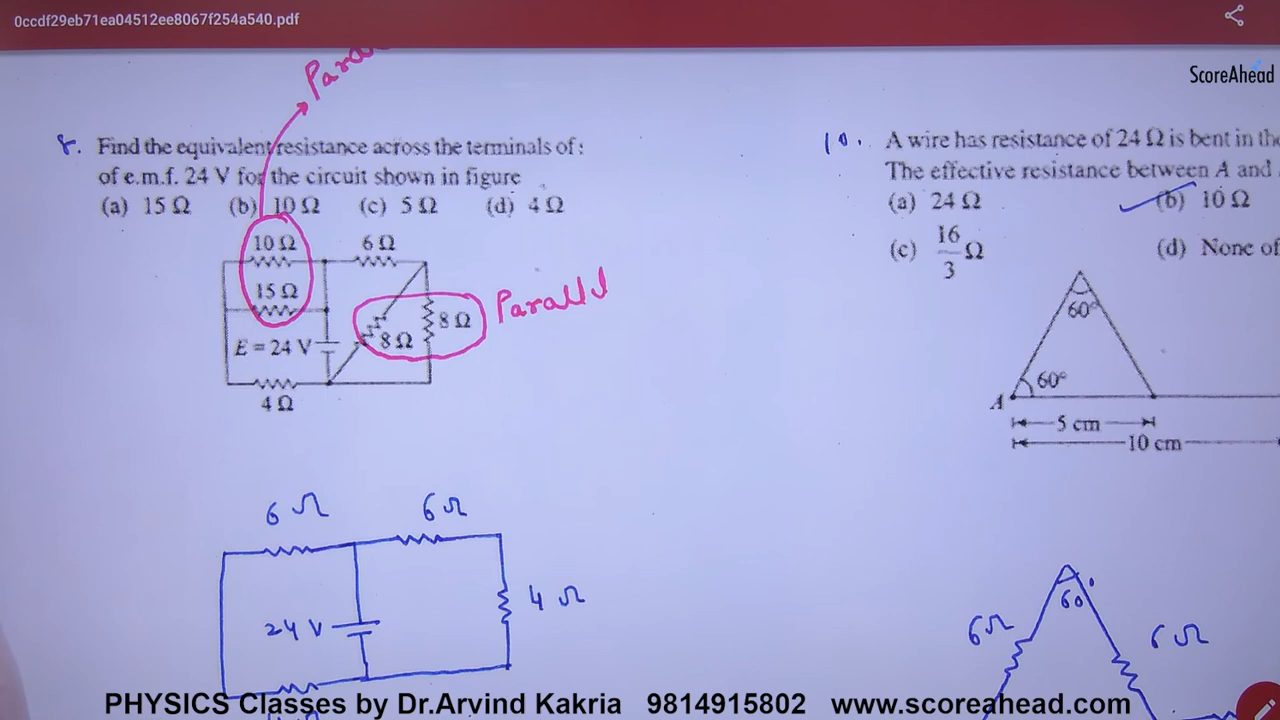 0ccdf29eb71ea04512ee8067f254a540.pdf
ScoreAhead
8. Find the equivalent resistance across the terminals of:
of e.m.f. 24 V for the circuit shown in figure
(a) 15 Ω (b) 10 Ω (c) 5 Ω (d) 4 Ω
10 Ω 6 Ω
15 Ω
8 Ω
8 Ω
Parallel
E = 24 V
4 Ω
6 Ω 6 Ω
24 V
4 Ω
10. A wire has resistance of 24 Ω is bent in the
The effective resistance between A and
(a) 24 Ω (b) 10 Ω
(c) 16/3 Ω (d) None of
60°
60°
A
5 cm
10 cm
60°
6 Ω 6 Ω
PHYSICS Classes by Dr.Arvind Kakria 9814915802 www.scoreahead.com